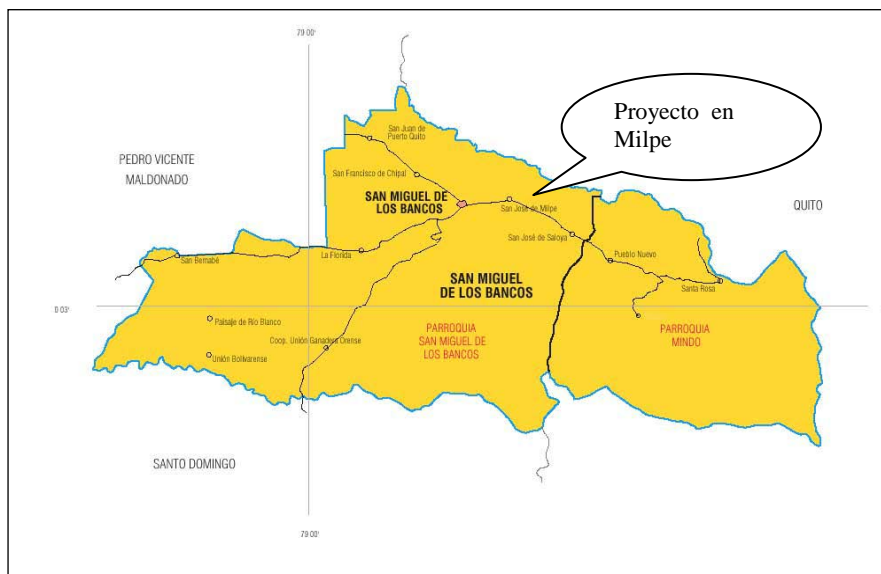 79 00'
Proyecto en
Milpe
San Juan de
Puerto Quito
PEDRO VICENTE
MALDONADO
San Francisco de Chipal
SAN MIGUEL DE
LOS BANCOS
San José de Milpe
QUITO
San José de Saloya
La Florida
San Bernabé
Pueblo Nuevo
SAN MIGUEL
DE LOS BANCOS
Santa Rosa
0 03'
Paisaje de Río Blanco
PARROQUIA
SAN MIGUEL DE
LOS BANCOS
PARROQUIA
MINDO
Coop. Unión Ganadera Orense
Unión Bolivarense
SANTO DOMINGO
79 00'